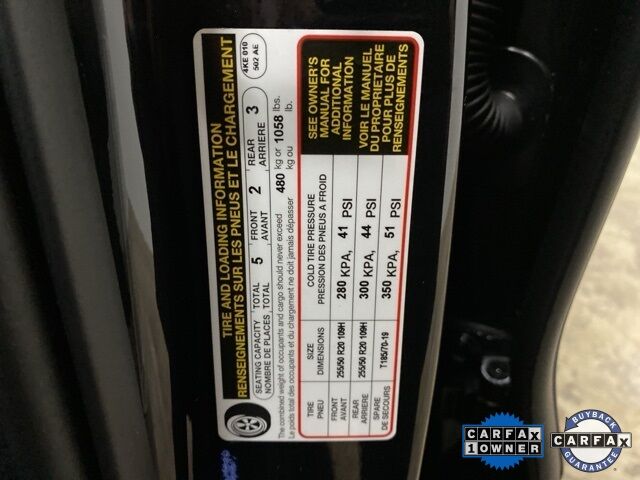 TIRE AND LOADING INFORMATION
RENSEIGNEMENTS SUR LES PNEUS ET LE CHARGEMENT
4KE 010
502 AE
SEATING CAPACITY TOTAL 5 FRONT 2 REAR 3
NOMBRE DE PLACES TOTAL AVANT ARRIERE
The combined weight of occupants and cargo should never exceed 480 kg or 1058 lbs.
Le poids total des occupants et du chargement ne doit jamais dépasser kg ou lb.
TIRE SIZE COLD TIRE PRESSURE
PNEU DIMENSIONS PRESSION DES PNEUS A FROID
FRONT
AVANT 255/50 R20 109H 280 KPA, 41 PSI
REAR
ARRIERE 255/50 R20 109H 300 KPA, 44 PSI
SPARE
DE SECOURS T185/70-19 350 KPA, 51 PSI
SEE OWNER'S
MANUAL FOR
ADDITIONAL
INFORMATION
VOIR LE MANUEL
DU PROPRIETAIRE
POUR PLUS DE
RENSEIGNEMENTS
CARFAX
1 OWNER
BUYBACK
CARFAX
GUARANTEE